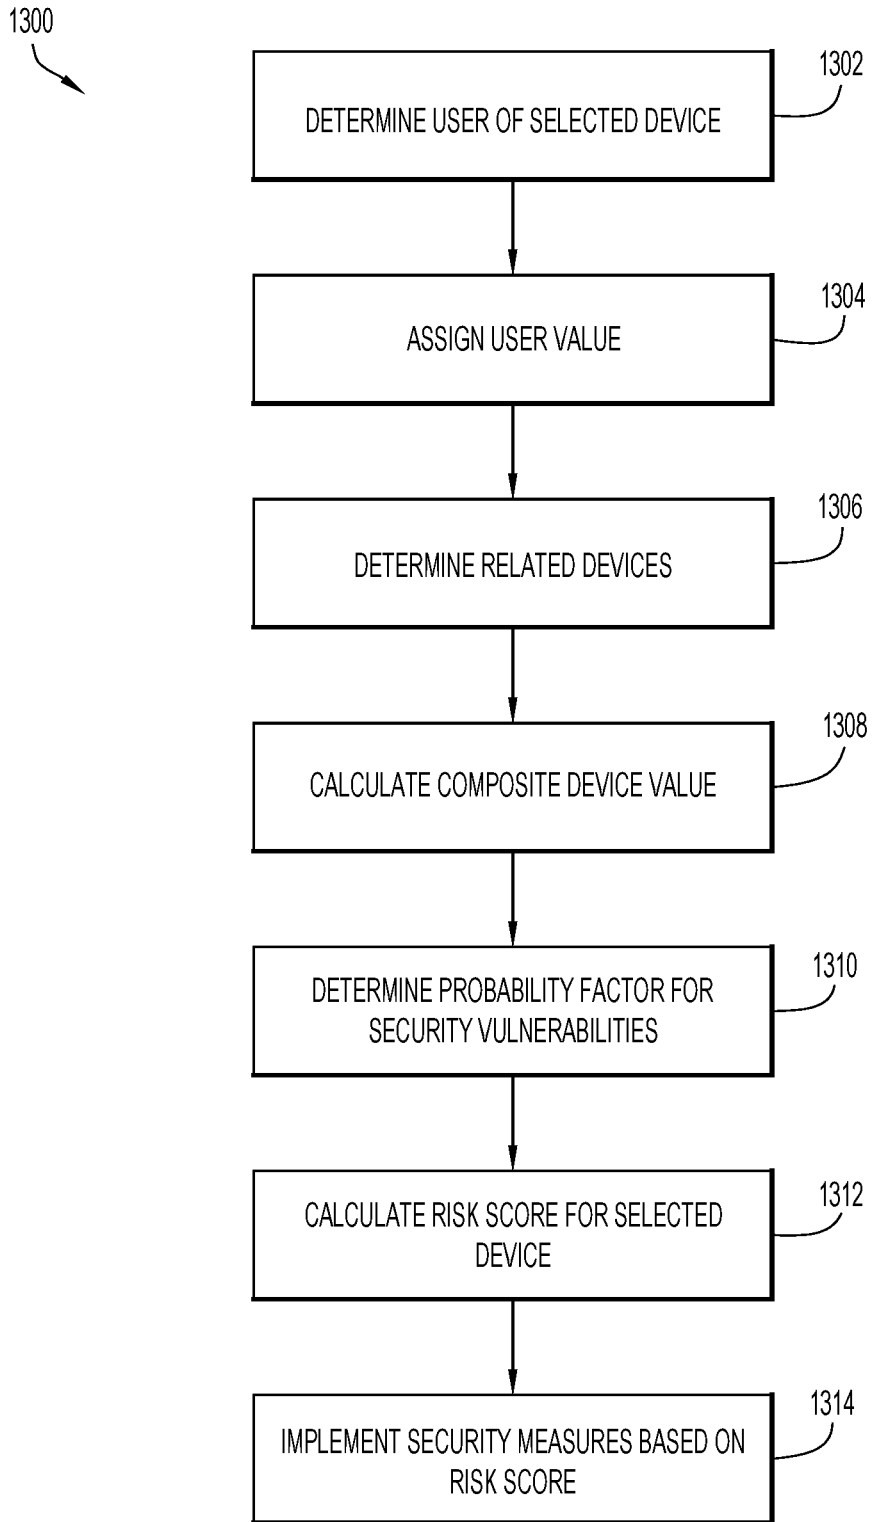 1300
1302
DETERMINE USER OF SELECTED DEVICE
1304
ASSIGN USER VALUE
1306
DETERMINE RELATED DEVICES
1308
CALCULATE COMPOSITE DEVICE VALUE
1310
DETERMINE PROBABILITY FACTOR FOR
SECURITY VULNERABILITIES
1312
CALCULATE RISK SCORE FOR SELECTED
DEVICE
1314
IMPLEMENT SECURITY MEASURES BASED ON
RISK SCORE